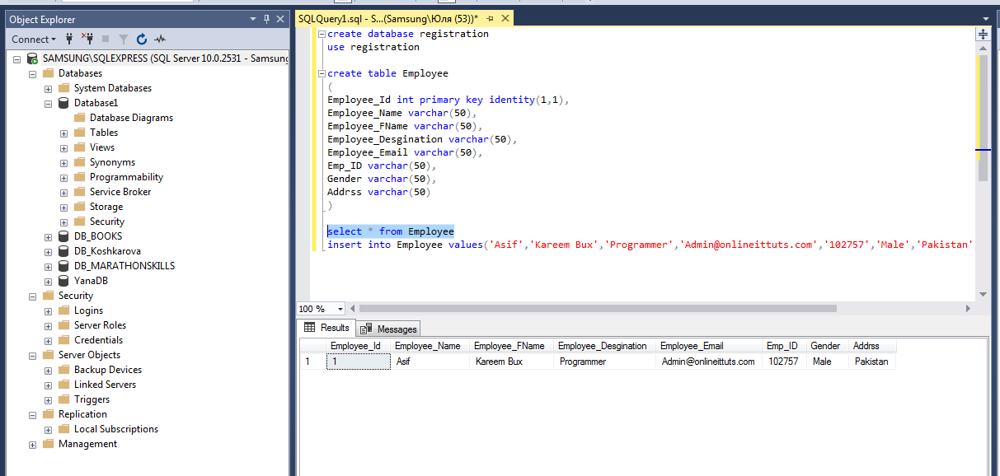 Object Explorer
Connect
SAMSUNG\SQLEXPRESS (SQL Server 10.0.2531 - Samsung
Databases
System Databases
Database1
Database Diagrams
Tables
Views
Synonyms
Programmability
Service Broker
Storage
Security
DB_BOOKS
DB_Koshkarova
DB_MARATHONSKILLS
YanaDB
Security
Logins
Server Roles
Credentials
Server Objects
Backup Devices
Linked Servers
Triggers
Replication
Local Subscriptions
Management
SQLQuery1.sql - S...(Samsung\Юля (53))*
create database registration
use registration
create table Employee
(
Employee_Id int primary key identity(1,1),
Employee_Name varchar(50),
Employee_FName varchar(50),
Employee_Desgination varchar(50),
Employee_Email varchar(50),
Emp_ID varchar(50),
Gender varchar(50),
Addrss varchar(50)
)
select * from Employee
insert into Employee values('Asif','Kareem Bux','Programmer','Admin@onlineittuts.com','102757','Male','Pakistan'
100 %
Results Messages
Employee_Id Employee_Name Employee_FName Employee_Desgination Employee_Email Emp_ID Gender Addrss
1 1 Asif Kareem Bux Programmer Admin@onlineittuts.com 102757 Male Pakistan